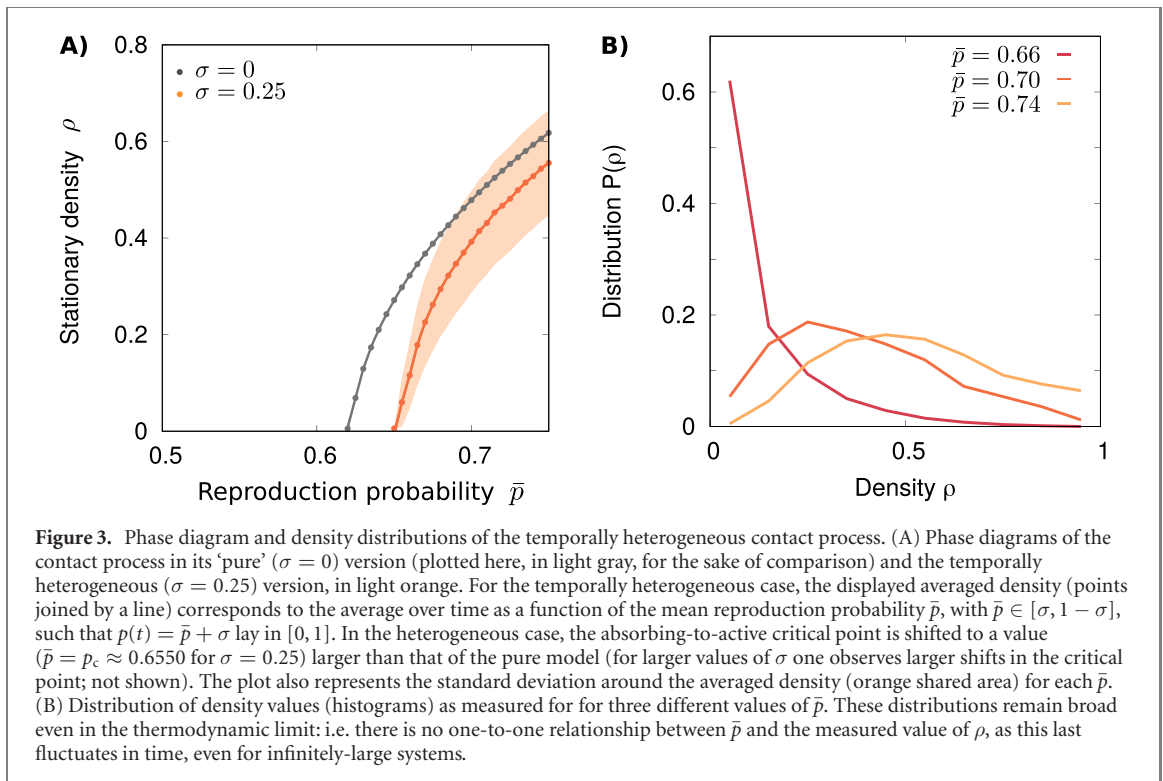 A)
0.8
0.6
0.4
0.2
0
Stationary density ρ
σ = 0
σ = 0.25
0.5
0.6
0.7
Reproduction probability p̄
B)
0.6
0.4
0.2
0
Distribution P(ρ)
p̄ = 0.66
p̄ = 0.70
p̄ = 0.74
0
0.5
1
Density ρ
Figure 3. Phase diagram and density distributions of the temporally heterogeneous contact process. (A) Phase diagrams of the
contact process in its ‘pure’ (σ = 0) version (plotted here, in light gray, for the sake of comparison) and the temporally
heterogeneous (σ = 0.25) version, in light orange. For the temporally heterogeneous case, the displayed averaged density (points
joined by a line) corresponds to the average over time as a function of the mean reproduction probability p̄, with p̄ ∈ [σ, 1 − σ],
such that p(t) = p̄ + σ lay in [0, 1]. In the heterogeneous case, the absorbing-to-active critical point is shifted to a value
(p̄ = pc ≈ 0.6550 for σ = 0.25) larger than that of the pure model (for larger values of σ one observes larger shifts in the critical
point; not shown). The plot also represents the standard deviation around the averaged density (orange shared area) for each p̄.
(B) Distribution of density values (histograms) as measured for for three different values of p̄. These distributions remain broad
even in the thermodynamic limit: i.e. there is no one-to-one relationship between p̄ and the measured value of ρ, as this last
fluctuates in time, even for infinitely-large systems.